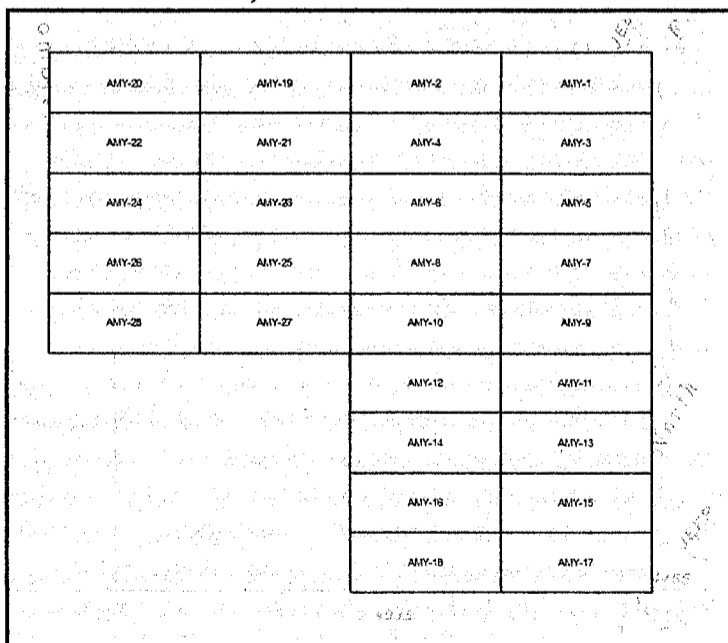 AMY-20 AMY-19 AMY-2 AMY-1
AMY-22 AMY-21 AMY-4 AMY-3
AMY-24 AMY-23 AMY-6 AMY-5
AMY-26 AMY-25 AMY-8 AMY-7
AMY-28 AMY-27 AMY-10 AMY-9
AMY-12 AMY-11
North
AMY-14 AMY-13
AMY-16 AMY-15
AMY-18 AMY-17